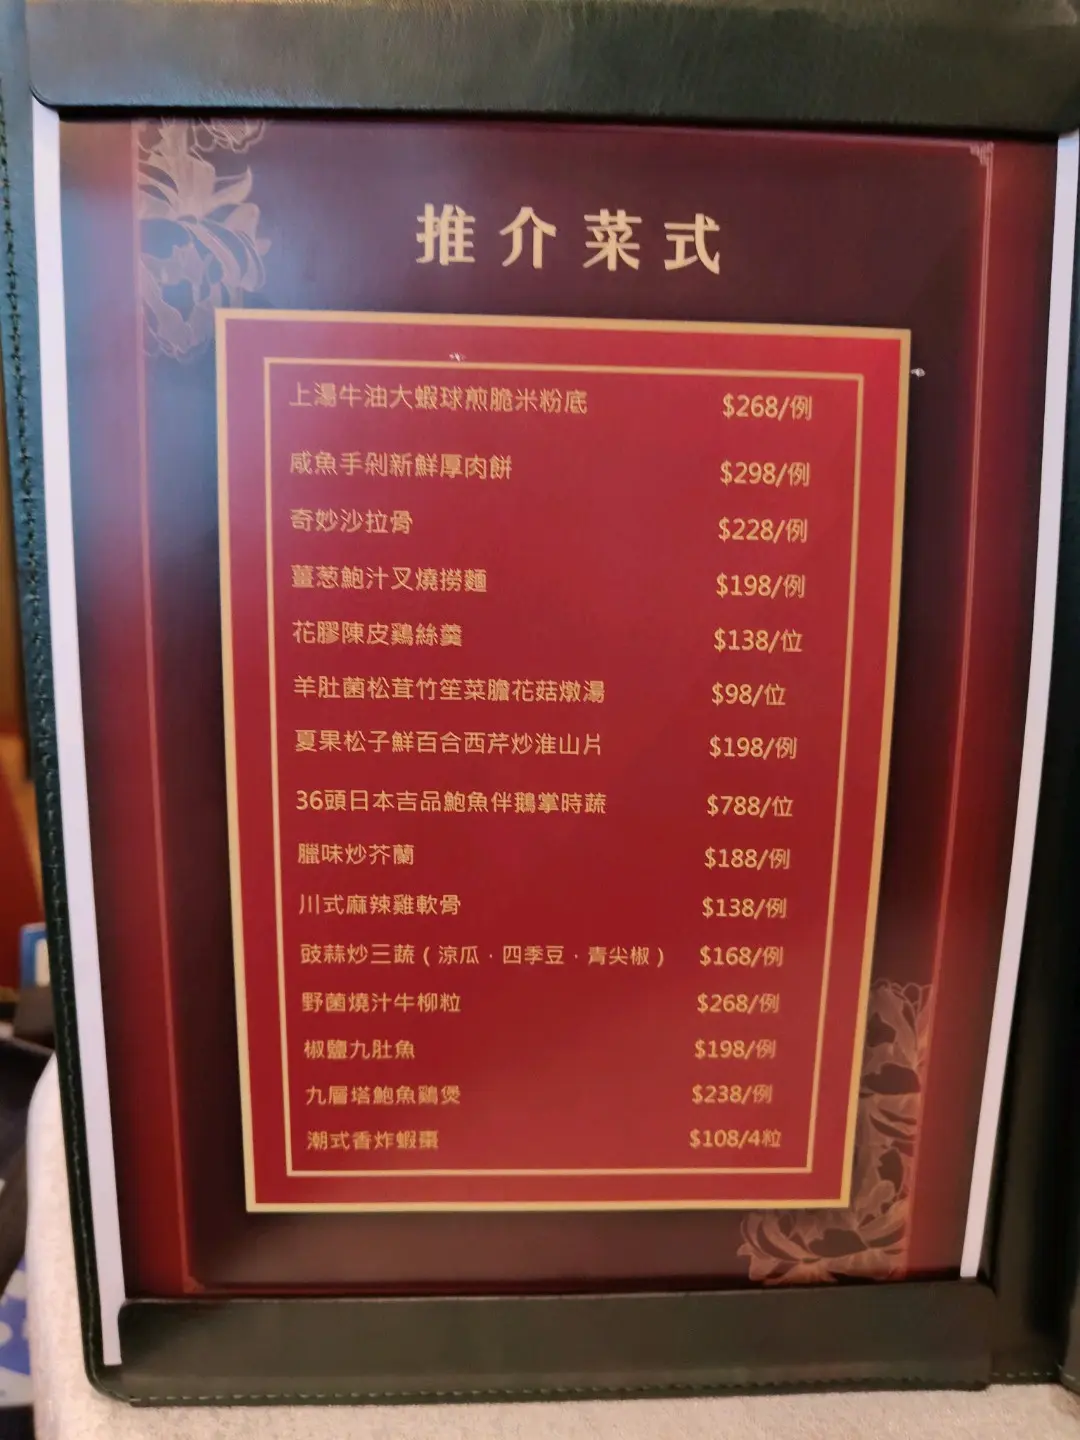 推介菜式
上湯牛油大蝦球煎脆米粉底 $268/例
咸魚手剁新鮮厚肉餅 $298/例
奇妙沙拉骨 $228/例
薑葱鮑汁叉燒撈麵 $198/例
花膠陳皮鷄絲羹 $138/位
羊肚菌松茸竹笙菜膽花菇燉湯 $98/位
夏果松子鮮百合西芹炒淮山片 $198/例
36頭日本吉品鮑魚伴鵝掌時蔬 $788/位
臘味炒芥蘭 $188/例
川式麻辣雞軟骨 $138/例
豉蒜炒三蔬(涼瓜·四季豆·青尖椒) $168/例
野菌燒汁牛柳粒 $268/例
椒鹽九肚魚 $198/例
九層塔鮑魚鷄煲 $238/例
潮式香炸蝦棗 $108/4粒